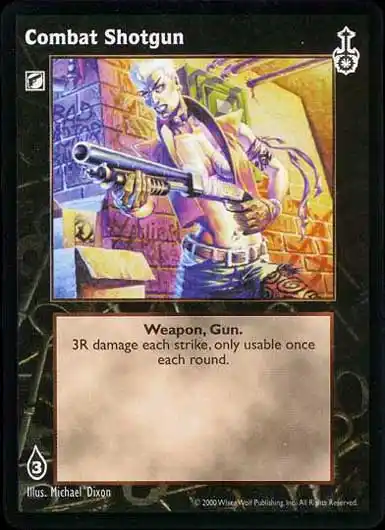 Combat Shotgun
Weapon, Gun.
3R damage each strike, only usable once
each round.
3
Illus. Michael Dixon
© 2000 White Wolf Publishing, Inc. All Rights Reserved.